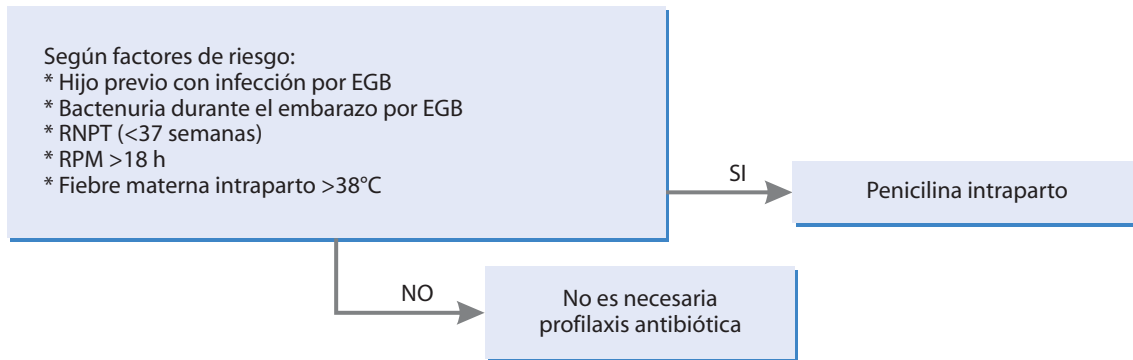 Según factores de riesgo:
* Hijo previo con infección por EGB
* Bactenuria durante el embarazo por EGB
* RNPT (<37 semanas)
* RPM >18 h
* Fiebre materna intraparto >38°C
SI
Penicilina intraparto
NO
No es necesaria
profilaxis antibiótica